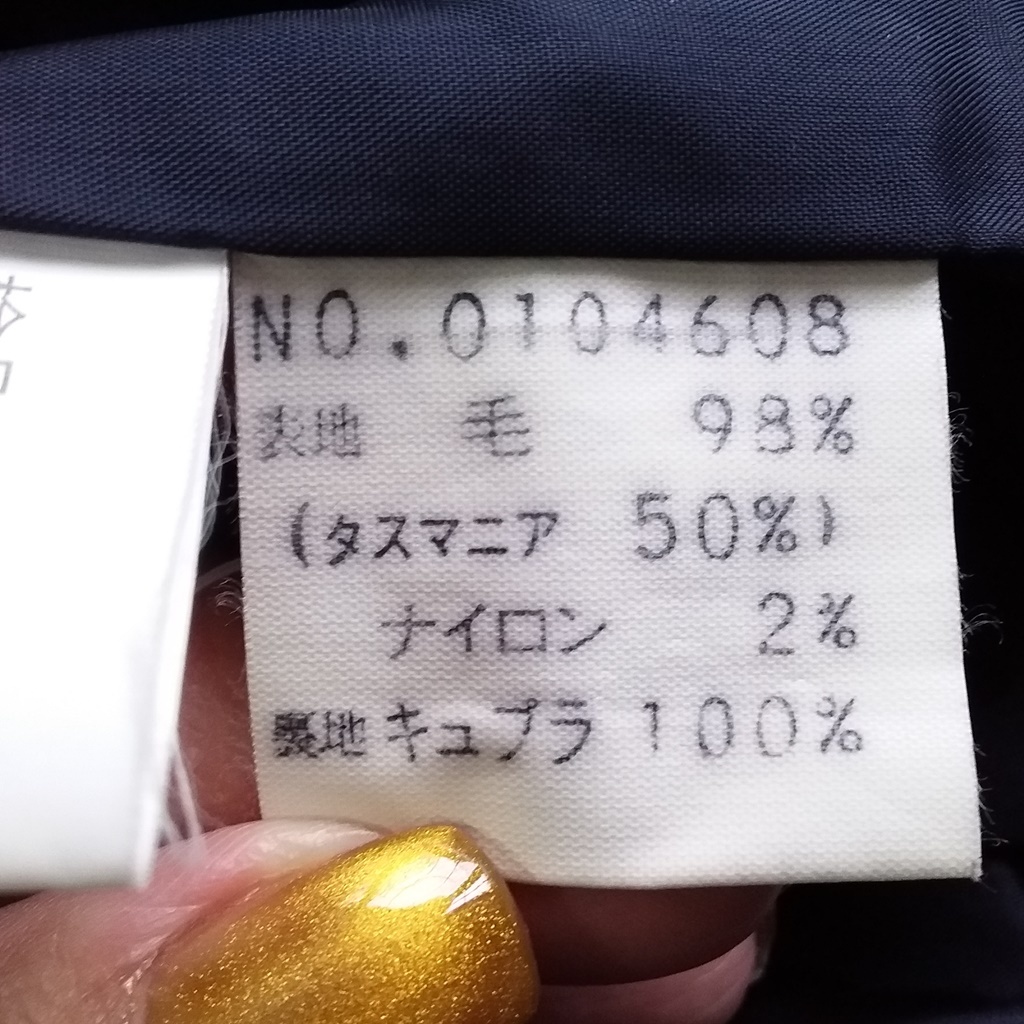 NO.0104608
表地 毛 98%
(タスマニア 50%)
ナイロン 2%
裏地 キュプラ 100%